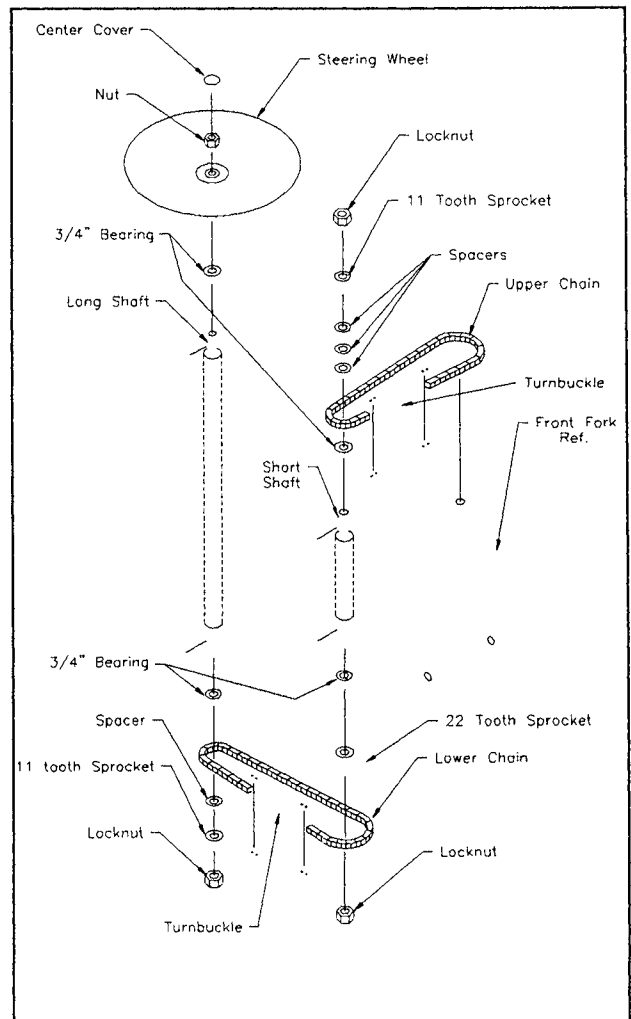 Center Cover
Steering Wheel
Nut
Locknut
11 Tooth Sprocket
3/4" Bearing
Spacers
Upper Chain
Long Shaft
Turnbuckle
Front Fork
Ref.
Short
Shaft
3/4" Bearing
22 Tooth Sprocket
Spacer
Lower Chain
11 tooth Sprocket
Locknut
Locknut
Turnbuckle